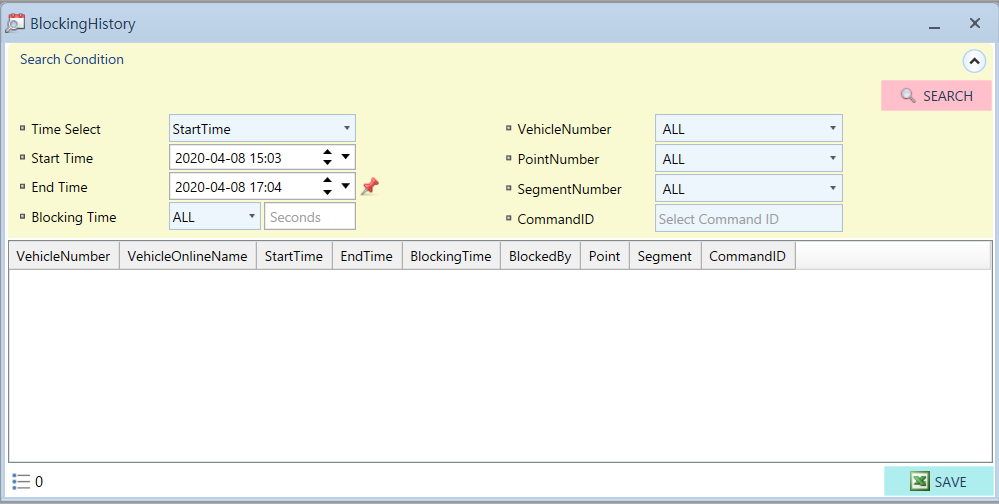 BlockingHistory
Search Condition
SEARCH
Time Select StartTime VehicleNumber ALL
Start Time 2020-04-08 15:03 PointNumber ALL
End Time 2020-04-08 17:04 SegmentNumber ALL
Blocking Time ALL Seconds CommandID Select Command ID
VehicleNumber VehicleOnlineName StartTime EndTime BlockingTime BlockedBy Point Segment CommandID
0 SAVE